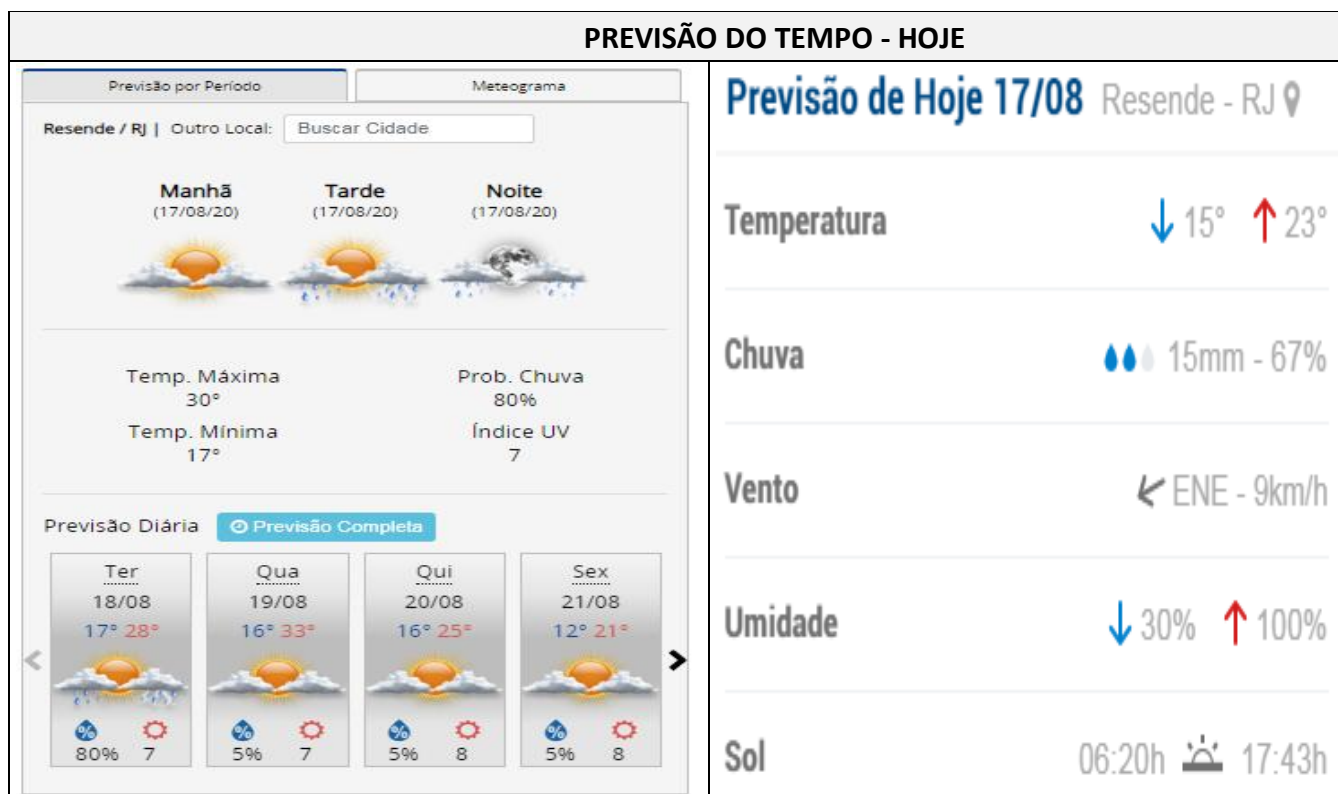 PREVISÃO DO TEMPO - HOJE
Previsão por Período
Meteograma
Resende / RJ | Outro Local: Buscar Cidade
Manhã Tarde Noite
(17/08/20) (17/08/20) (17/08/20)
Temp. Máxima Prob. Chuva
30° 80%
Temp. Mínima Índice UV
17° 7
Previsão Diária Previsão Completa
Ter Qua Qui Sex
18/08 19/08 20/08 21/08
17° 28° 16° 33° 16° 25° 12° 21°
% % % %
80% 7 5% 7 5% 8 5% 8
Previsão de Hoje 17/08 Resende - RJ
Temperatura 15° 23°
Chuva 15mm - 67%
Vento ENE - 9km/h
Umidade 30% 100%
Sol 06:20h 17:43h